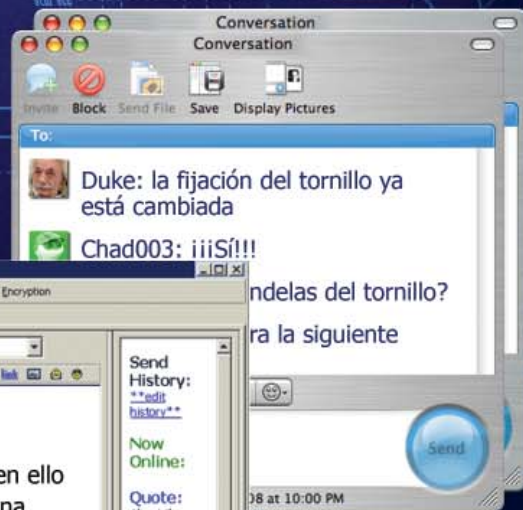 Conversation
Conversation
Invite Block Send File Save Display Pictures
To:
Duke: la fijación del tornillo ya
está cambiada
Chad003: ¡¡¡Sí!!!
ndelas del tornillo?
ra la siguiente
Send
08 at 10:00 PM
Encryption
link
en ello
na
Send
History:
**edit
history**
Now
Online:
Quote: